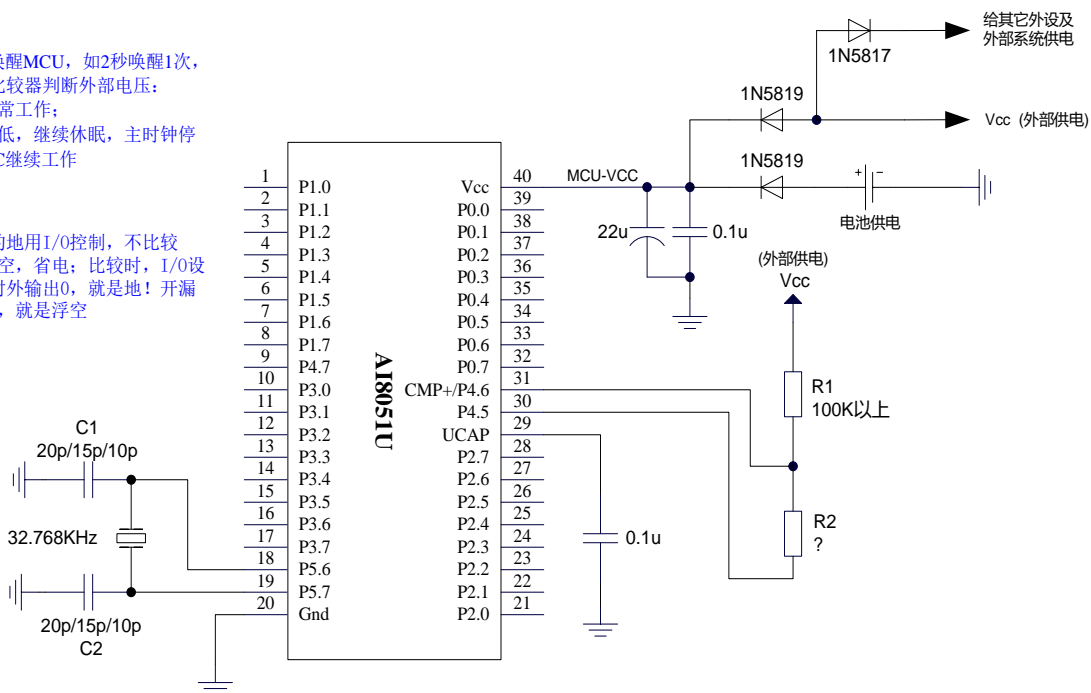 唤醒MCU，如2秒唤醒1次，
比较器判断外部电压：
常工作；
低，继续休眠，主时钟停
C继续工作
的地用I/O控制，不比较
空，省电；比较时，I/O设
对外输出0，就是地！开漏
，就是浮空
给其它外设及
外部系统供电
1N5817
1N5819
Vcc (外部供电)
1N5819
+ -
电池供电
MCU-VCC
22u
0.1u
(外部供电)
Vcc
R1
100K以上
R2
?
0.1u
AI8051U
1 P1.0
2 P1.1
3 P1.2
4 P1.3
5 P1.4
6 P1.5
7 P1.6
8 P1.7
9 P4.7
10 P3.0
11 P3.1
12 P3.2
13 P3.3
14 P3.4
15 P3.5
16 P3.6
17 P3.7
18 P5.6
19 P5.7
20 Gnd
Vcc 40
P0.0 39
P0.1 38
P0.2 37
P0.3 36
P0.4 35
P0.5 34
P0.6 33
P0.7 32
CMP+/P4.6 31
P4.5 30
UCAP 29
P2.7 28
P2.6 27
P2.5 26
P2.4 25
P2.3 24
P2.2 23
P2.1 22
P2.0 21
C1
20p/15p/10p
32.768KHz
20p/15p/10p
C2